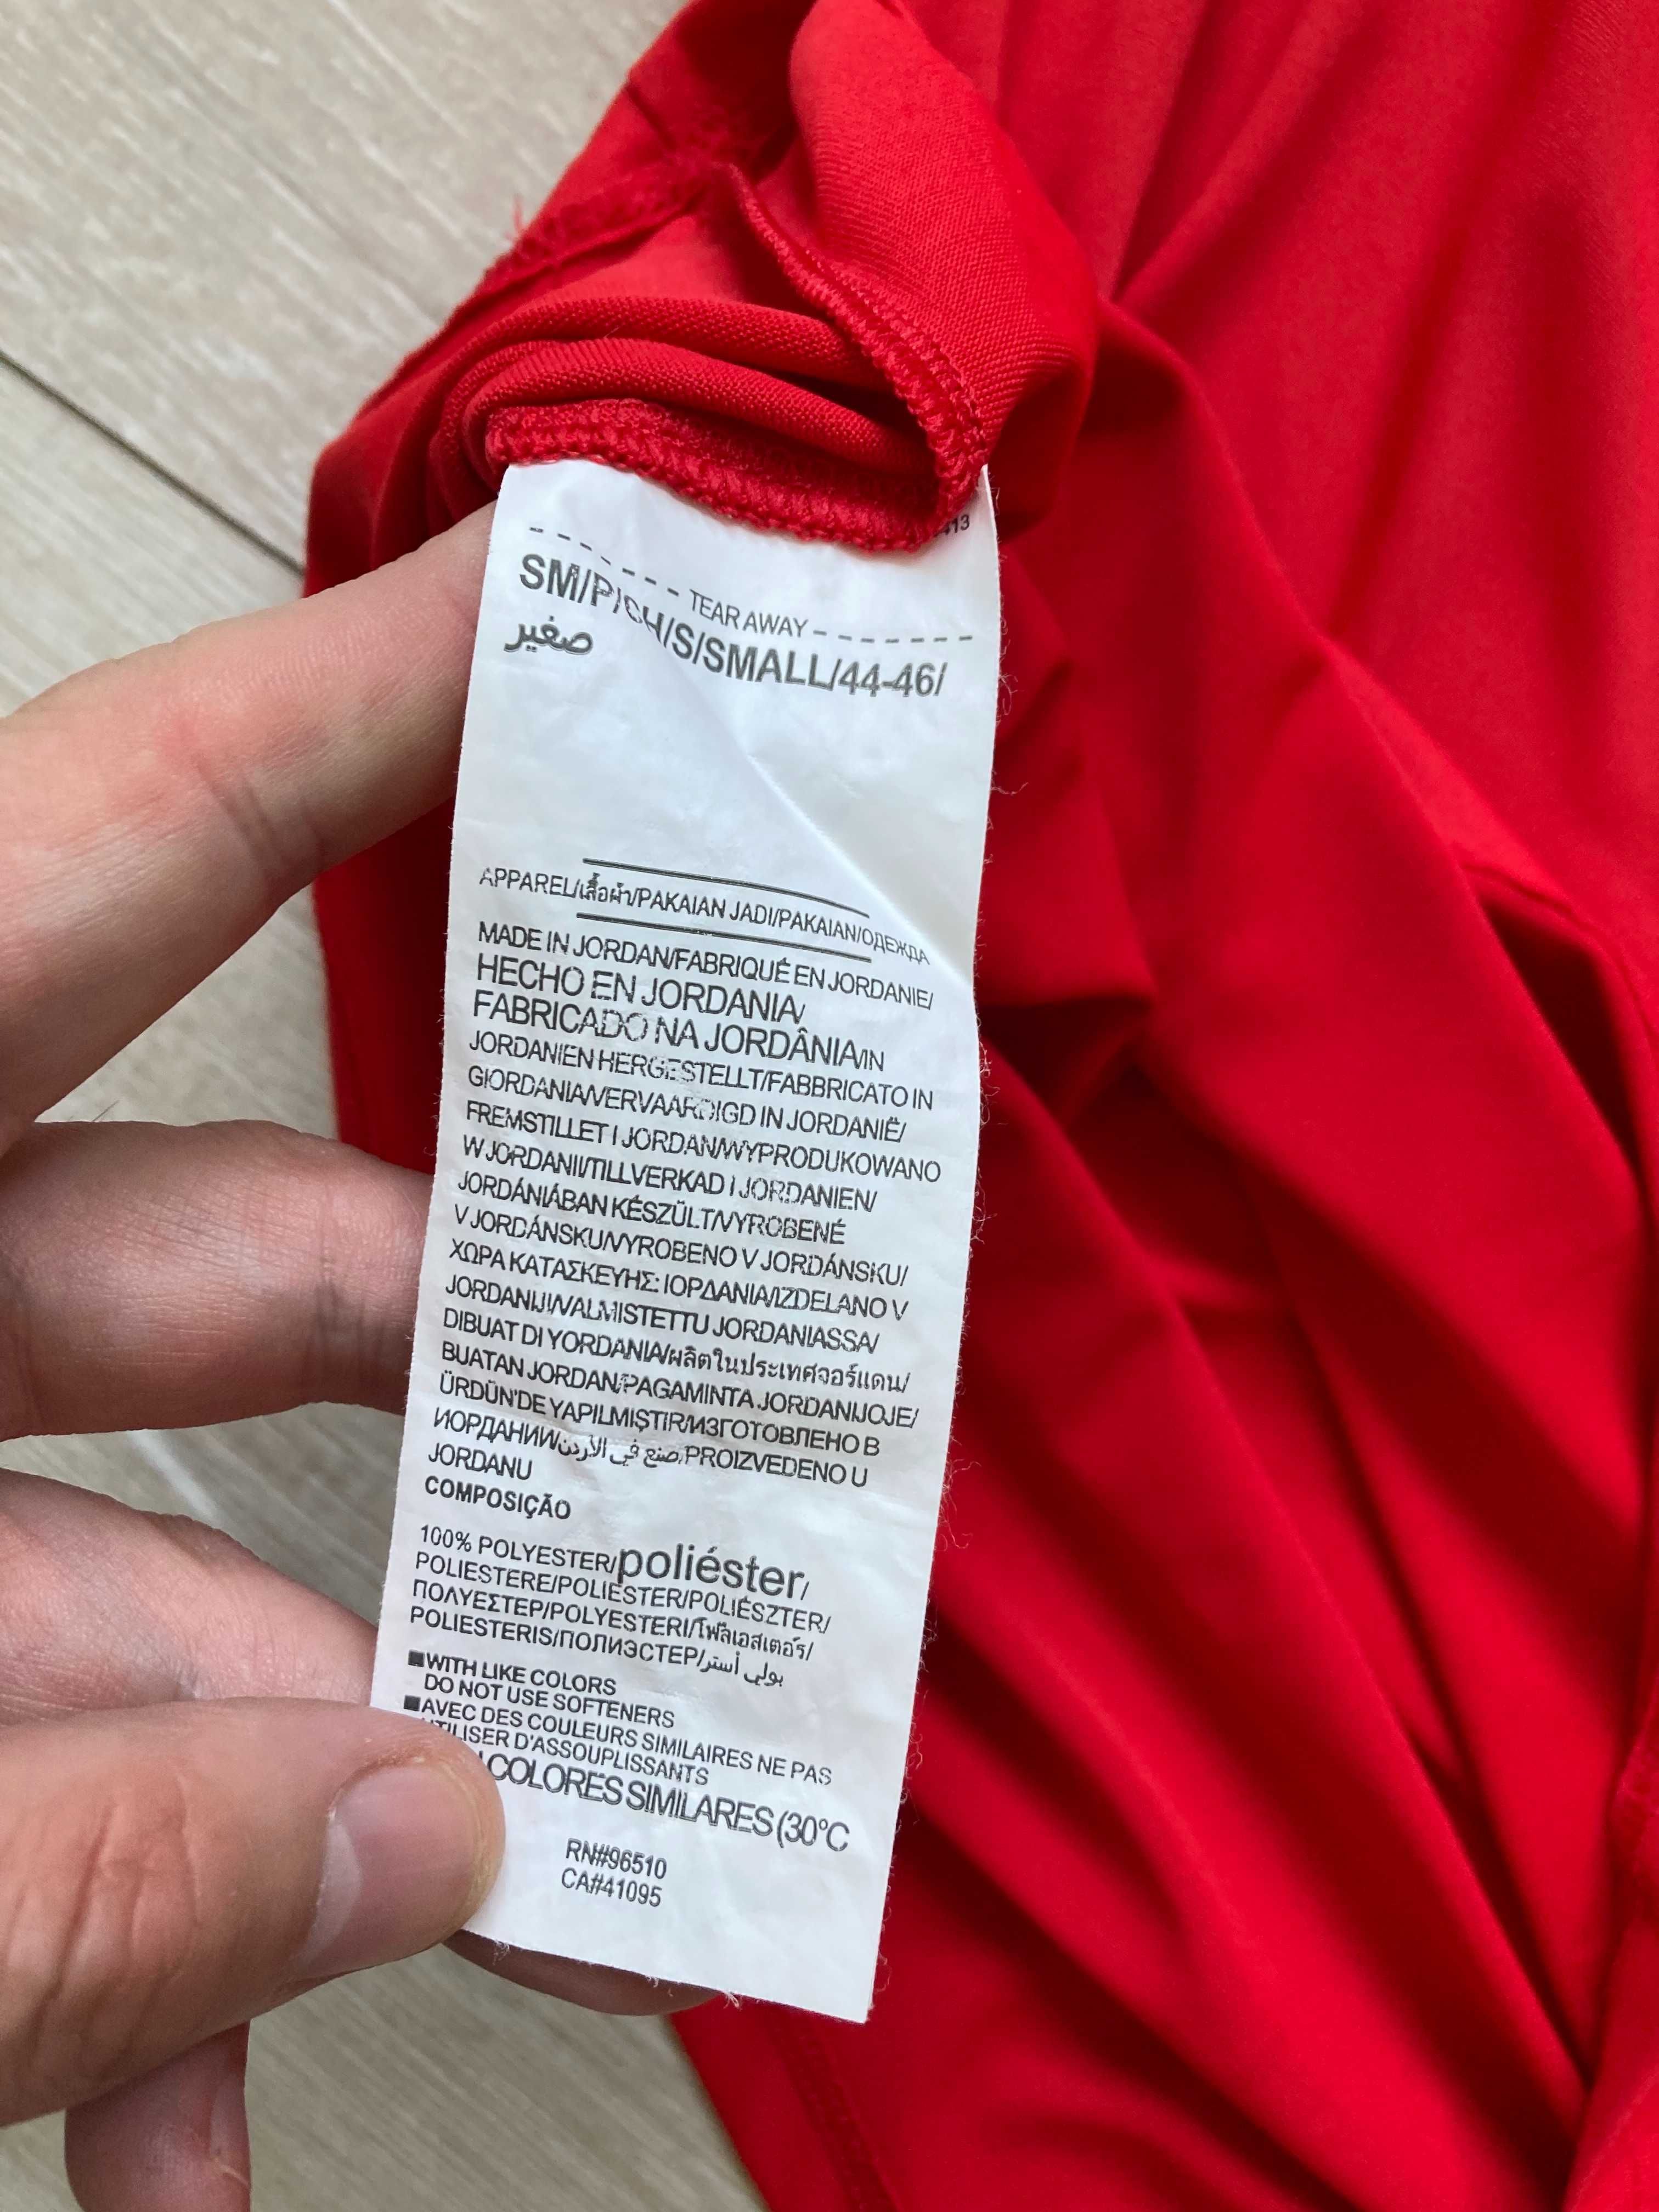 13
TEAR AWAY
SM/P/CH/S/SMALL/44-46/
صغير
APPAREL/เสื้อผ้า/PAKAIAN JADI/PAKAIAN/ОДЕЖДА
MADE IN JORDAN/FABRIQUÉ EN JORDANIE/
HECHO EN JORDANIA/
FABRICADO NA JORDÂNIA/IN
JORDANIEN HERGESTELLT/FABBRICATO IN
GIORDANIA/VERVAARDIGD IN JORDANIË/
FREMSTILLET I JORDAN/WYPRODUKOWANO
W JORDANII/TILLVERKAD I JORDANIEN/
JORDÁNIÁBAN KÉSZÜLT/VYROBENÉ
V JORDÁNSKU/VYROBENO V JORDÁNSKU/
ΧΩΡΑ ΚΑΤΑΣΚΕΥΗΣ: ΙΟΡΔΑΝΙΑ/IZDELANO V
JORDANIJI/VALMISTETTU JORDANIASSA/
DIBUAT DI YORDANIA/ผลิตในประเทศจอร์แดน/
BUATAN JORDAN/PAGAMINTA JORDANIJOJE/
ÜRDÜN'DE YAPILMIŞTIR/ИЗГОТОВЛЕНО В
ИОРДАНИИ/صنع في الأردن/PROIZVEDENO U
JORDANU
COMPOSIÇÃO
100% POLYESTER/poliéster/
POLIESTERE/POLIÉSTER/POLIÉSZTER/
ΠΟΛΥΕΣΤΕΡ/POLYESTERI/โพลีเอสเตอร์/
POLIESTERIS/ПОЛИЭСТЕР/بولي أستر
■WITH LIKE COLORS
DO NOT USE SOFTENERS
■AVEC DES COULEURS SIMILAIRES NE PAS
UTILISER D'ASSOUPLISSANTS
COLORES SIMILARES (30°C
RN#96510
CA#41095